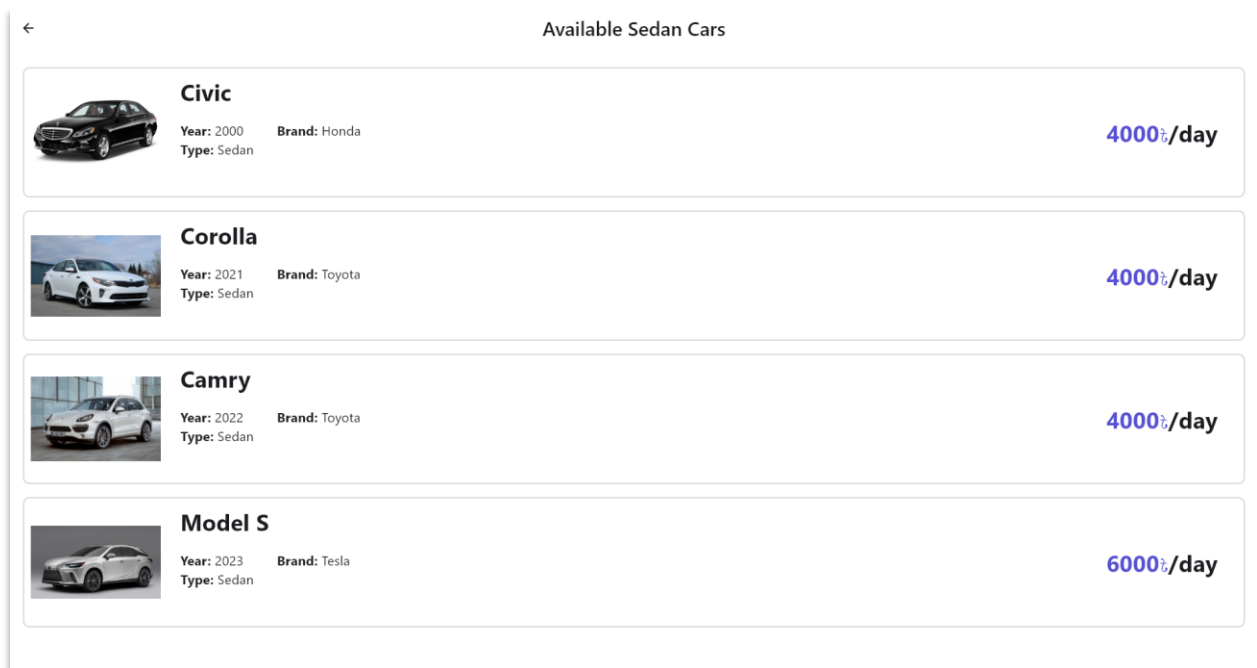 ←
Available Sedan Cars
Civic
Year: 2000 Brand: Honda
Type: Sedan
4000৳/day
Corolla
Year: 2021 Brand: Toyota
Type: Sedan
4000৳/day
Camry
Year: 2022 Brand: Toyota
Type: Sedan
4000৳/day
Model S
Year: 2023 Brand: Tesla
Type: Sedan
6000৳/day